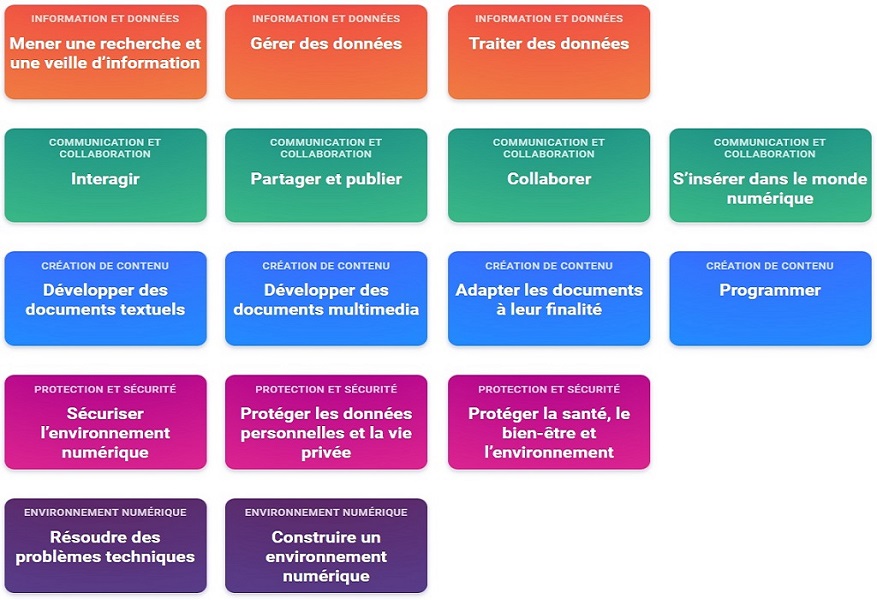 INFORMATION ET DONNÉES
Mener une recherche et
une veille d’information
INFORMATION ET DONNÉES
Gérer des données
INFORMATION ET DONNÉES
Traiter des données
COMMUNICATION ET
COLLABORATION
Interagir
COMMUNICATION ET
COLLABORATION
Partager et publier
COMMUNICATION ET
COLLABORATION
Collaborer
COMMUNICATION ET
COLLABORATION
S’insérer dans le monde
numérique
CRÉATION DE CONTENU
Développer des
documents textuels
CRÉATION DE CONTENU
Développer des
documents multimedia
CRÉATION DE CONTENU
Adapter les documents
à leur finalité
CRÉATION DE CONTENU
Programmer
PROTECTION ET SÉCURITÉ
Sécuriser
l’environnement
numérique
PROTECTION ET SÉCURITÉ
Protéger les données
personnelles et la vie
privée
PROTECTION ET SÉCURITÉ
Protéger la santé, le
bien-être et
l’environnement
ENVIRONNEMENT NUMÉRIQUE
Résoudre des
problèmes techniques
ENVIRONNEMENT NUMÉRIQUE
Construire un
environnement
numérique